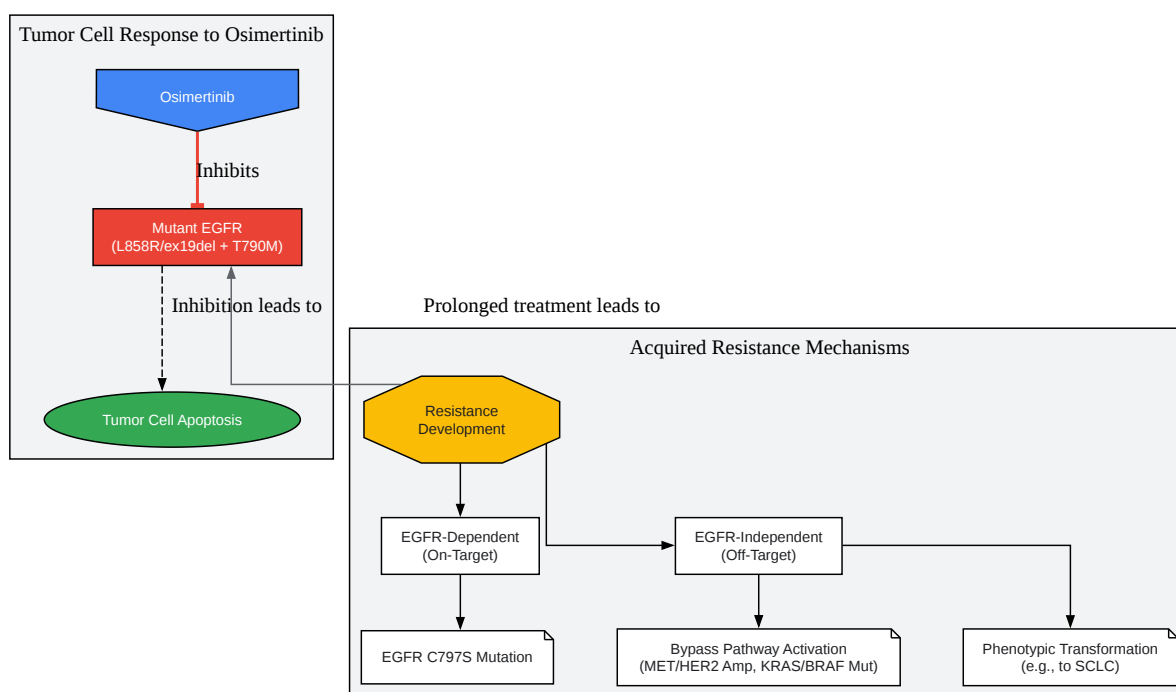 Tumor Cell Response to Osimertinib
Osimertinib
Inhibits
Mutant EGFR
(L858R/ex19del + T790M)
Inhibition leads to
Prolonged treatment leads to
Tumor Cell Apoptosis
Acquired Resistance Mechanisms
Resistance
Development
EGFR-Dependent
(On-Target)
EGFR-Independent
(Off-Target)
EGFR C797S Mutation
Bypass Pathway Activation
(MET/HER2 Amp, KRAS/BRAF Mut)
Phenotypic Transformation
(e.g., to SCLC)